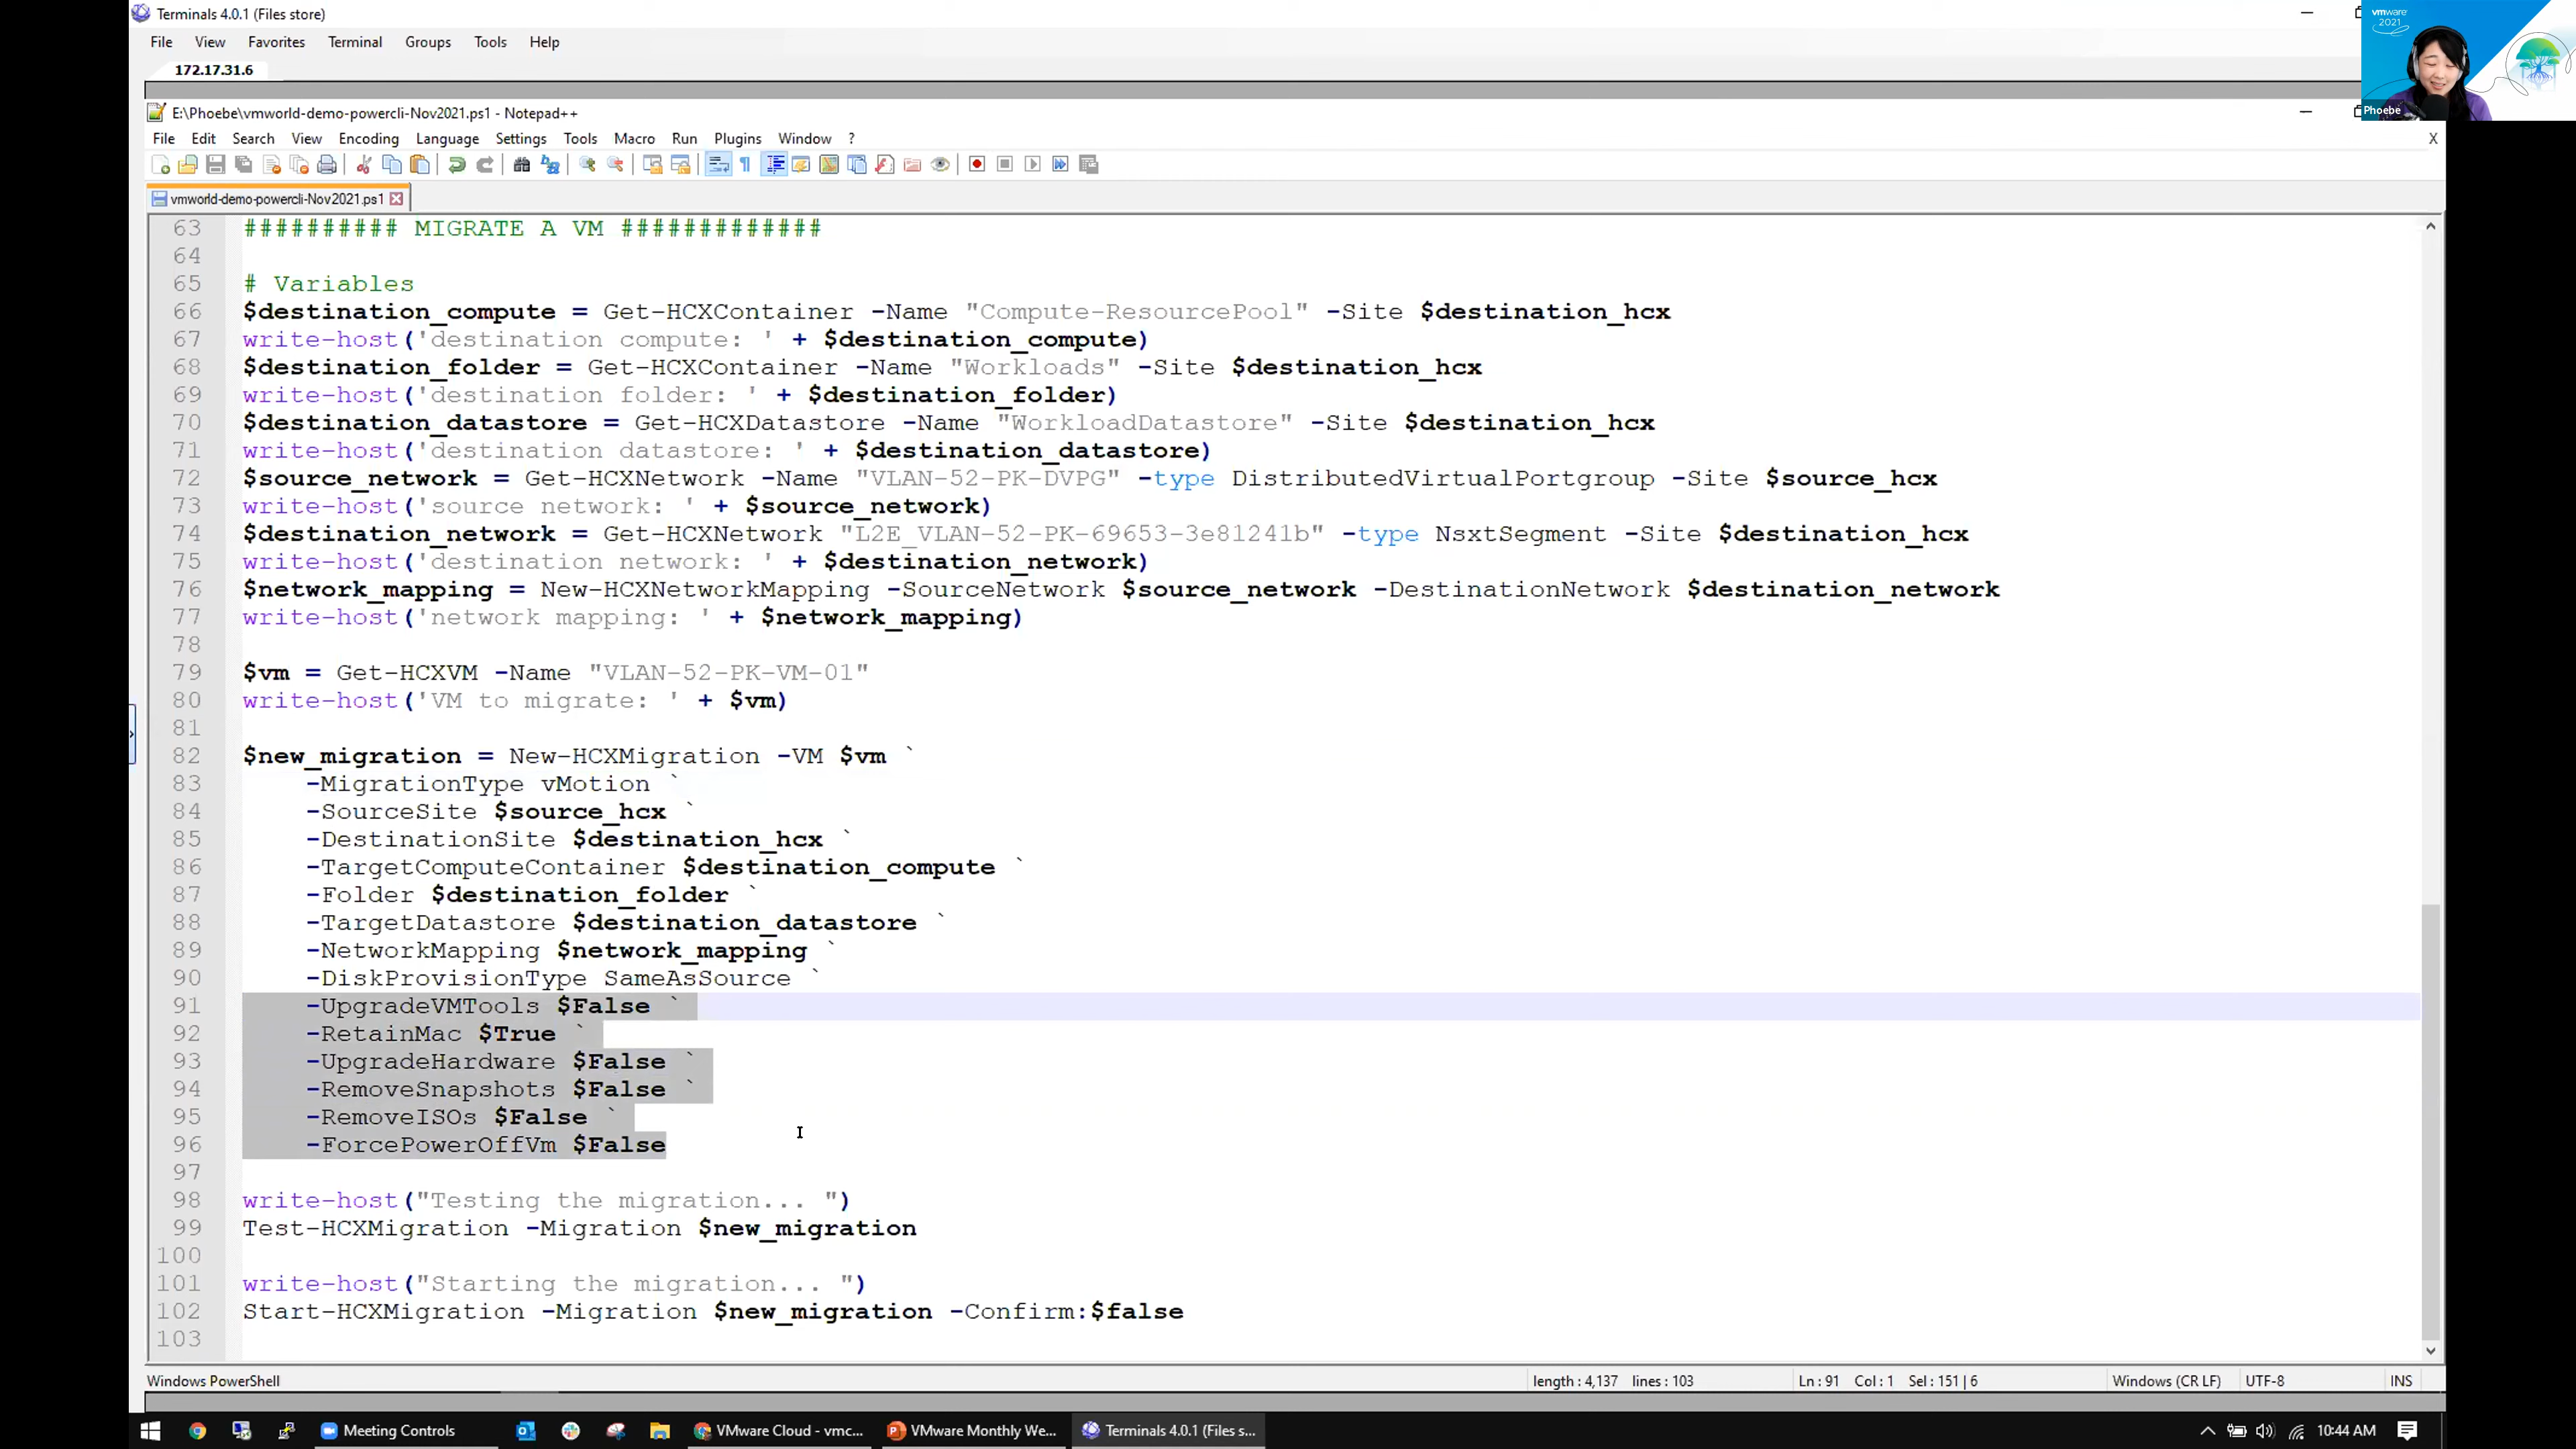 Terminals 4.0.1 (Files store)
File View Favorites Terminal Groups Tools Help
172.17.31.6
vmware
2021
Phoebe
E:\Phoebe\vmworld-demo-powercli-Nov2021.ps1 - Notepad++
File Edit Search View Encoding Language Settings Tools Macro Run Plugins Window ?
X
vmworld-demo-powercli-Nov2021.ps1
63 ########## MIGRATE A VM #############
64
65 # Variables
66 $destination_compute = Get-HCXContainer -Name "Compute-ResourcePool" -Site $destination_hcx
67 write-host('destination compute: ' + $destination_compute)
68 $destination_folder = Get-HCXContainer -Name "Workloads" -Site $destination_hcx
69 write-host('destination folder: ' + $destination_folder)
70 $destination_datastore = Get-HCXDatastore -Name "WorkloadDatastore" -Site $destination_hcx
71 write-host('destination datastore: ' + $destination_datastore)
72 $source_network = Get-HCXNetwork -Name "VLAN-52-PK-DVPG" -type DistributedVirtualPortgroup -Site $source_hcx
73 write-host('source network: ' + $source_network)
74 $destination_network = Get-HCXNetwork "L2E_VLAN-52-PK-69653-3e81241b" -type NsxtSegment -Site $destination_hcx
75 write-host('destination network: ' + $destination_network)
76 $network_mapping = New-HCXNetworkMapping -SourceNetwork $source_network -DestinationNetwork $destination_network
77 write-host('network mapping: ' + $network_mapping)
78
79 $vm = Get-HCXVM -Name "VLAN-52-PK-VM-01"
80 write-host('VM to migrate: ' + $vm)
81
82 $new_migration = New-HCXMigration -VM $vm `
83 -MigrationType vMotion `
84 -SourceSite $source_hcx `
85 -DestinationSite $destination_hcx `
86 -TargetComputeContainer $destination_compute `
87 -Folder $destination_folder `
88 -TargetDatastore $destination_datastore `
89 -NetworkMapping $network_mapping `
90 -DiskProvisionType SameAsSource `
91 -UpgradeVMTools $False `
92 -RetainMac $True `
93 -UpgradeHardware $False `
94 -RemoveSnapshots $False `
95 -RemoveISOs $False `
96 -ForcePowerOffVm $False
97
98 write-host("Testing the migration... ")
99 Test-HCXMigration -Migration $new_migration
100
101 write-host("Starting the migration... ")
102 Start-HCXMigration -Migration $new_migration -Confirm:$false
103
Windows PowerShell length : 4,137 lines : 103 Ln : 91 Col : 1 Sel : 151 | 6 Windows (CR LF) UTF-8 INS
Meeting Controls VMware Cloud - vmc... VMware Monthly We... Terminals 4.0.1 (Files s... 10:44 AM